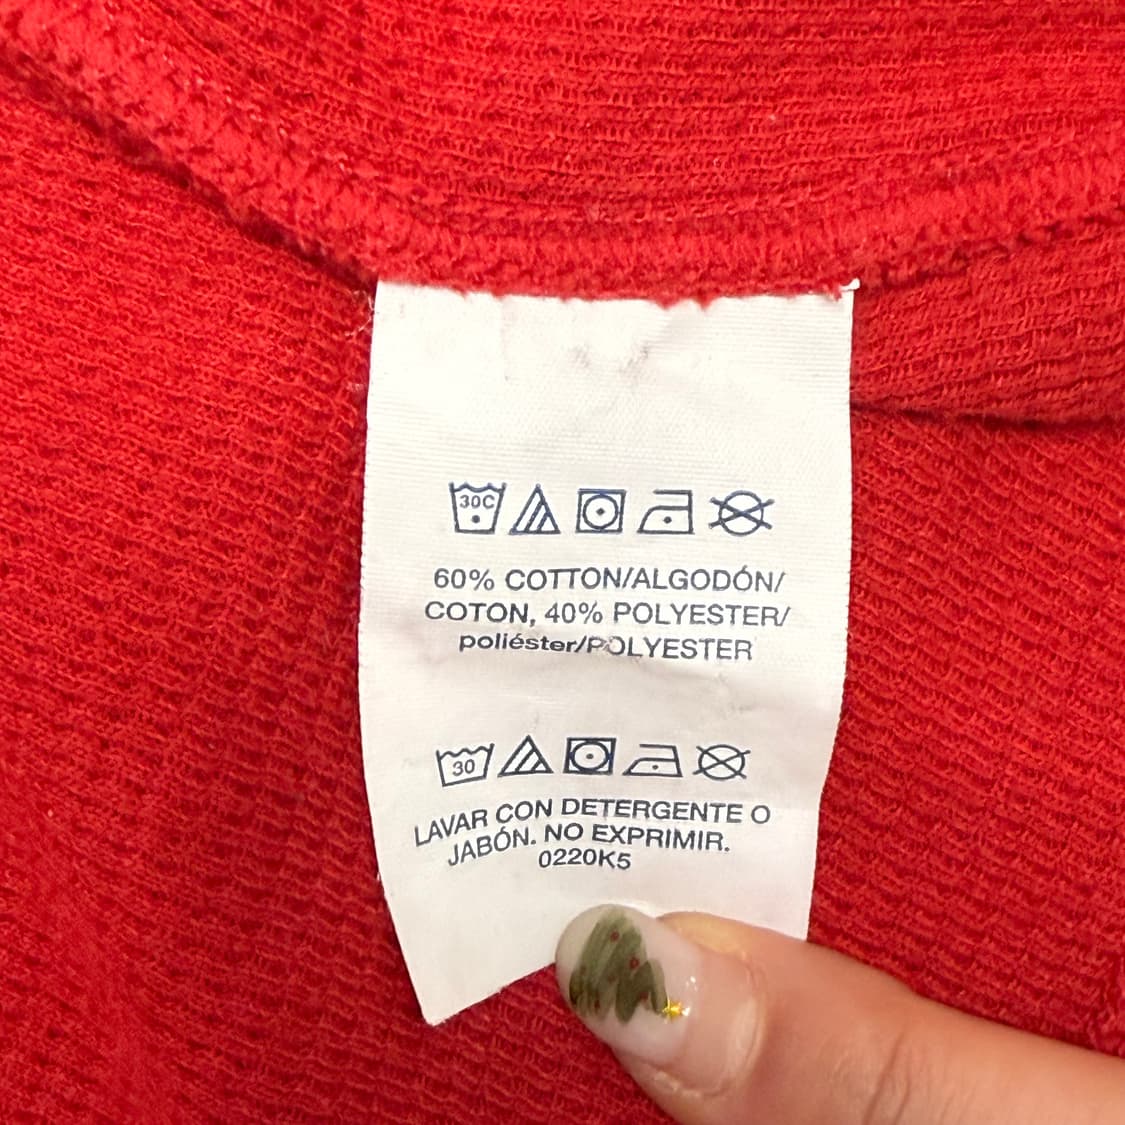 30C
60% COTTON/ALGODÓN/
COTON, 40% POLYESTER/
poliéster/POLYESTER
30
LAVAR CON DETERGENTE O
JABÓN. NO EXPRIMIR.
0220K5